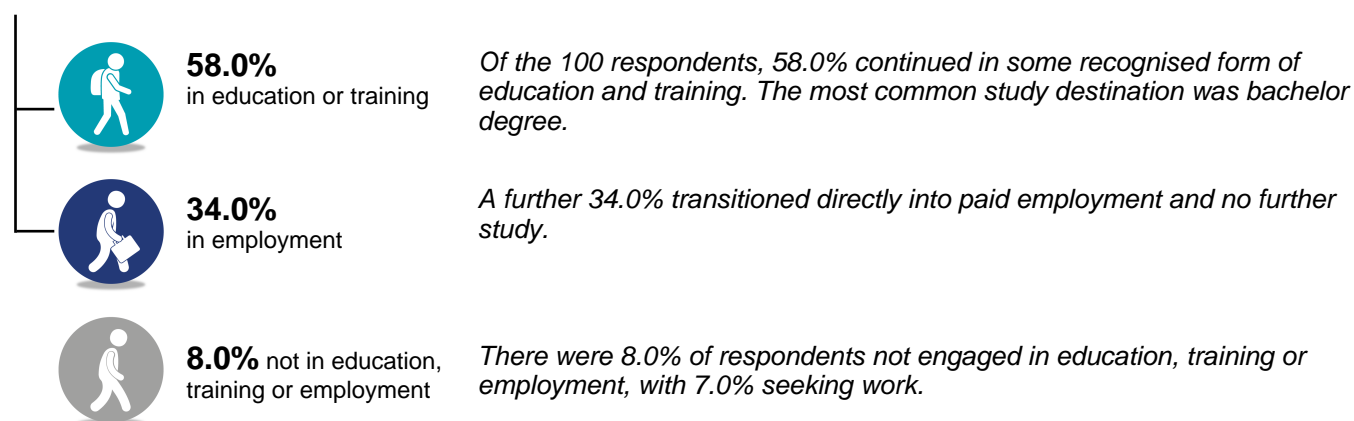 58.0%
in education or training
Of the 100 respondents, 58.0% continued in some recognised form of
education and training. The most common study destination was bachelor
degree.
34.0%
in employment
A further 34.0% transitioned directly into paid employment and no further
study.
8.0% not in education,
training or employment
There were 8.0% of respondents not engaged in education, training or
employment, with 7.0% seeking work.